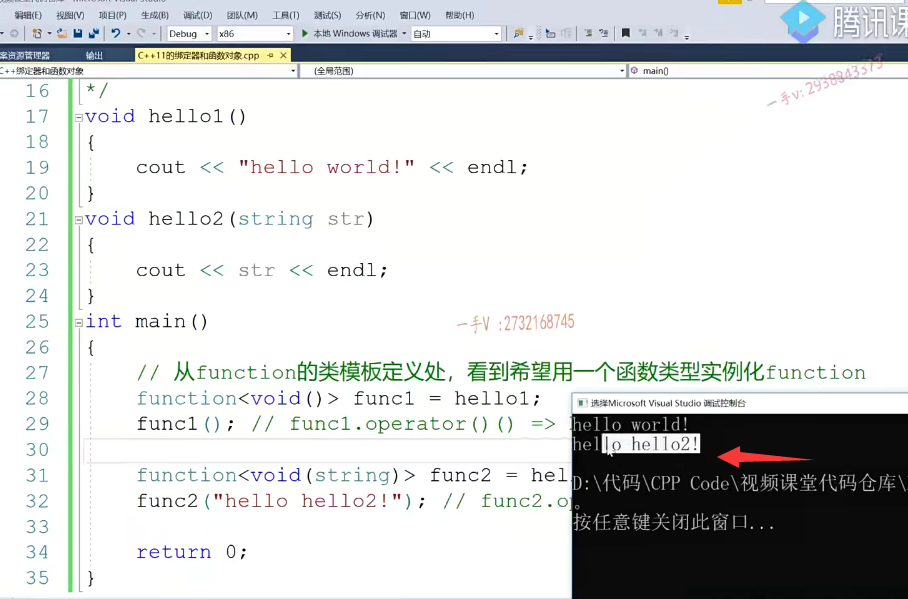 编辑(E) 视图(V) 项目(P) 生成(B) 调试(D) 团队(M) 工具(T) 测试(S) 分析(N) 窗口(W) 帮助(H)
腾讯课
Debug x86 本地 Windows 调试器 自动
案资源管理器 输出 C++11的绑定器和函数对象.cpp
C++绑定器和函数对象 (全局范围) main()
一手v: 2938843373
16 */
17 void hello1()
18 {
19 cout << "hello world!" << endl;
20 }
21 void hello2(string str)
22 {
23 cout << str << endl;
24 }
25 int main()
一手V :2732168745
26 {
27 // 从function的类模板定义处，看到希望用一个函数类型实例化function
28 function<void()> func1 = hello1;
29 func1(); // func1.operator()() =>
30
31 function<void(string)> func2 = hel
32 func2("hello hello2!"); // func2.op
33
34 return 0;
35 }
选择Microsoft Visual Studio 调试控制台
hello world!
hello hello2!
D:\代码\CPP Code\视频课堂代码仓库\
。
按任意键关闭此窗口...